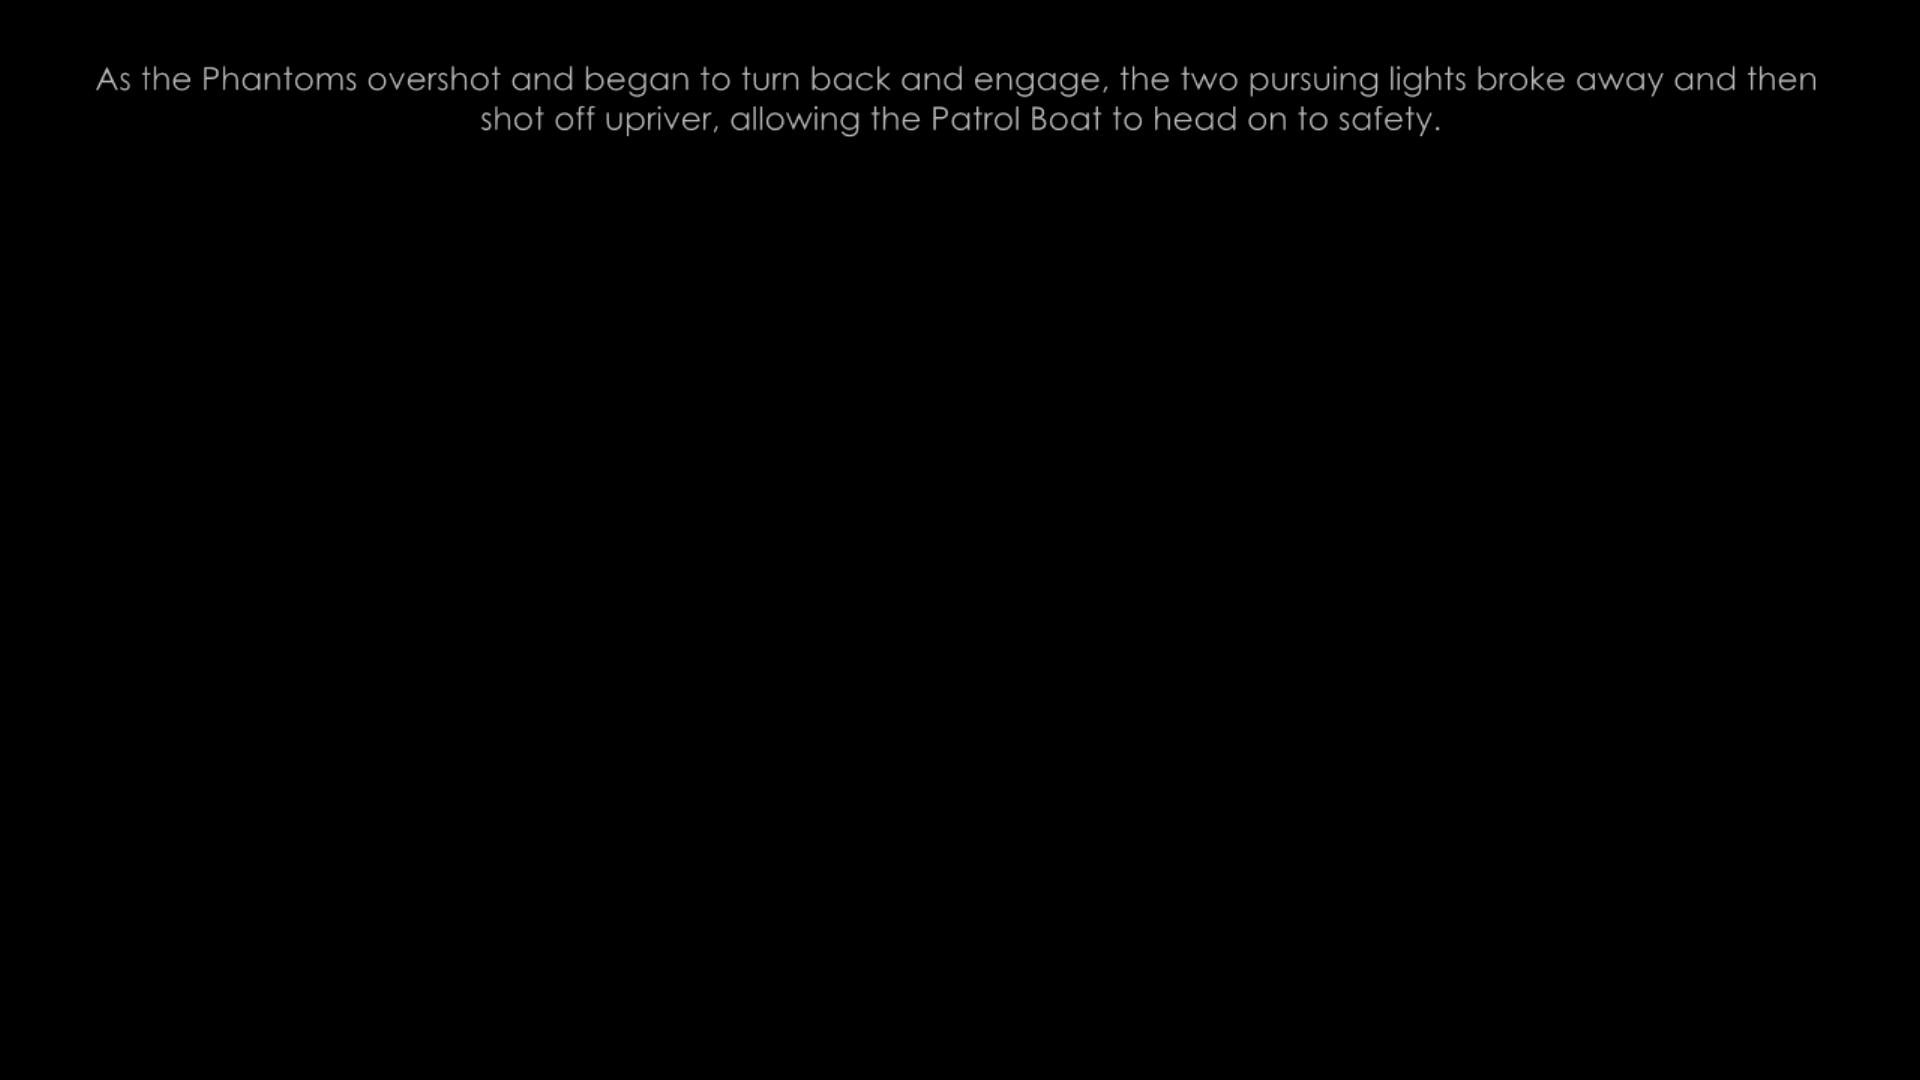 As the Phantoms overshot and began to turn back and engage, the two pursuing lights broke away and then
shot off upriver, allowing the Patrol Boat to head on to safety.